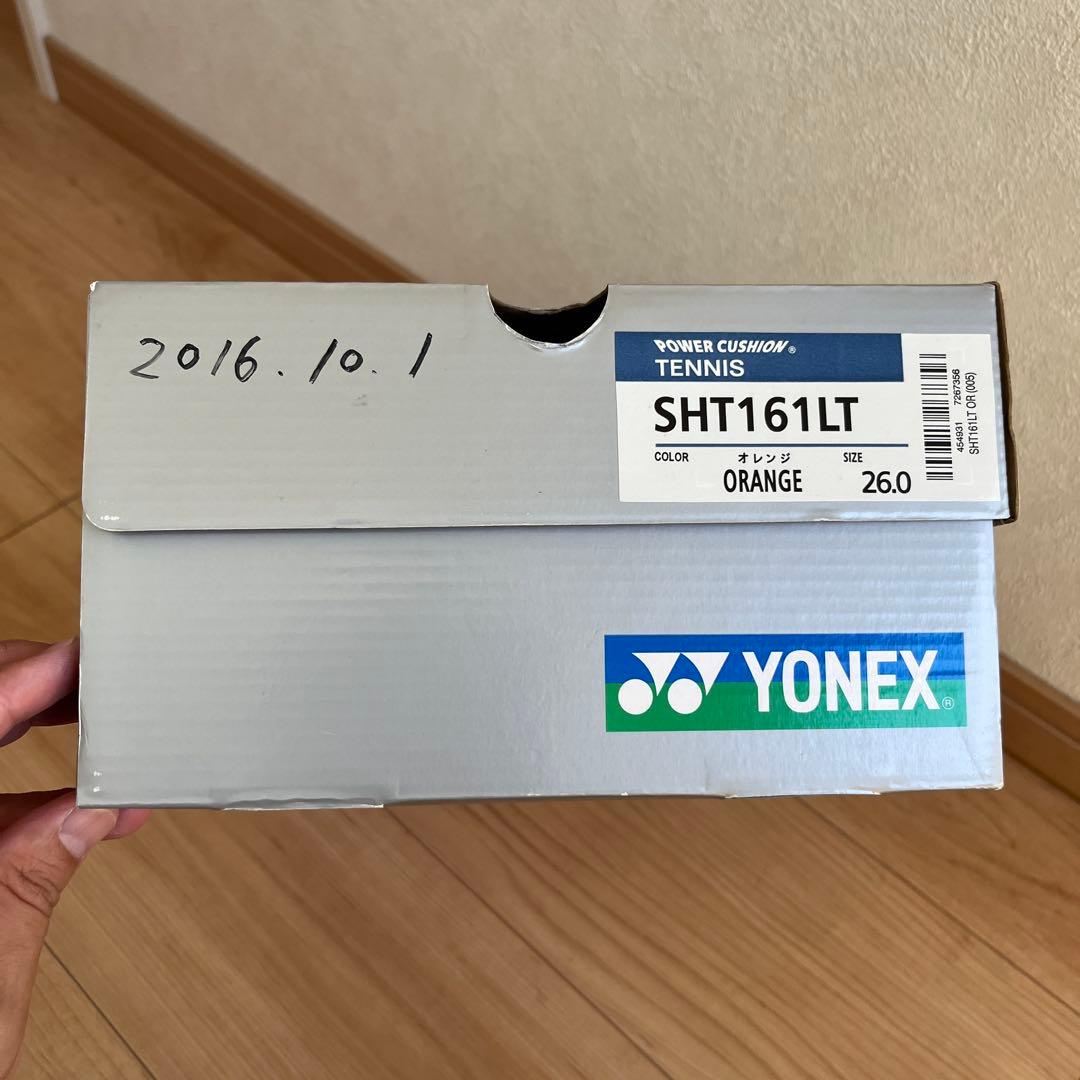 2016.10.1
POWER CUSHION®
TENNIS
SHT161LT
COLOR オレンジ SIZE
ORANGE 26.0
454931 7267356
SHT161LT OR (005)
YONEX®